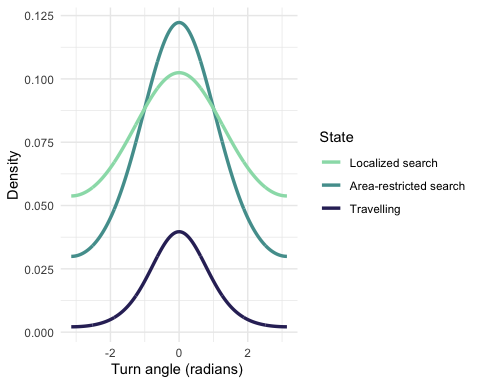 0.125
0.100
0.075
0.050
0.025
0.000
Density
-2
0
2
Turn angle (radians)
State
Localized search
Area-restricted search
Travelling